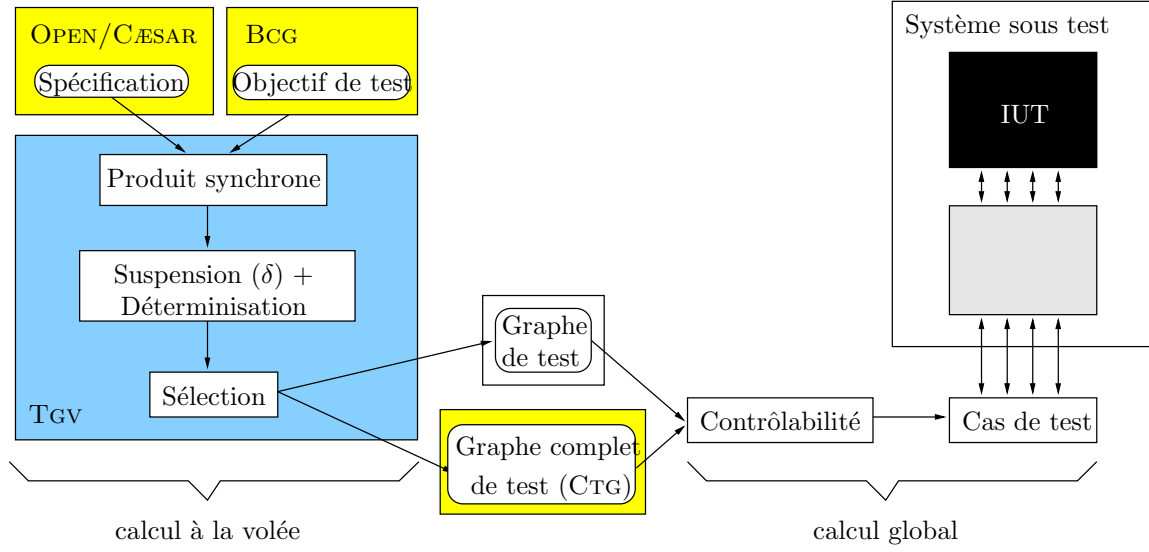 OPEN/CÆSAR
BCG
Système sous test
Spécification
Objectif de test
IUT
Produit synchrone
Suspension (δ) +
Déterminisation
Graphe
de test
Sélection
TGV
Contrôlabilité
Cas de test
Graphe complet
de test (CTG)
calcul à la volée
calcul global